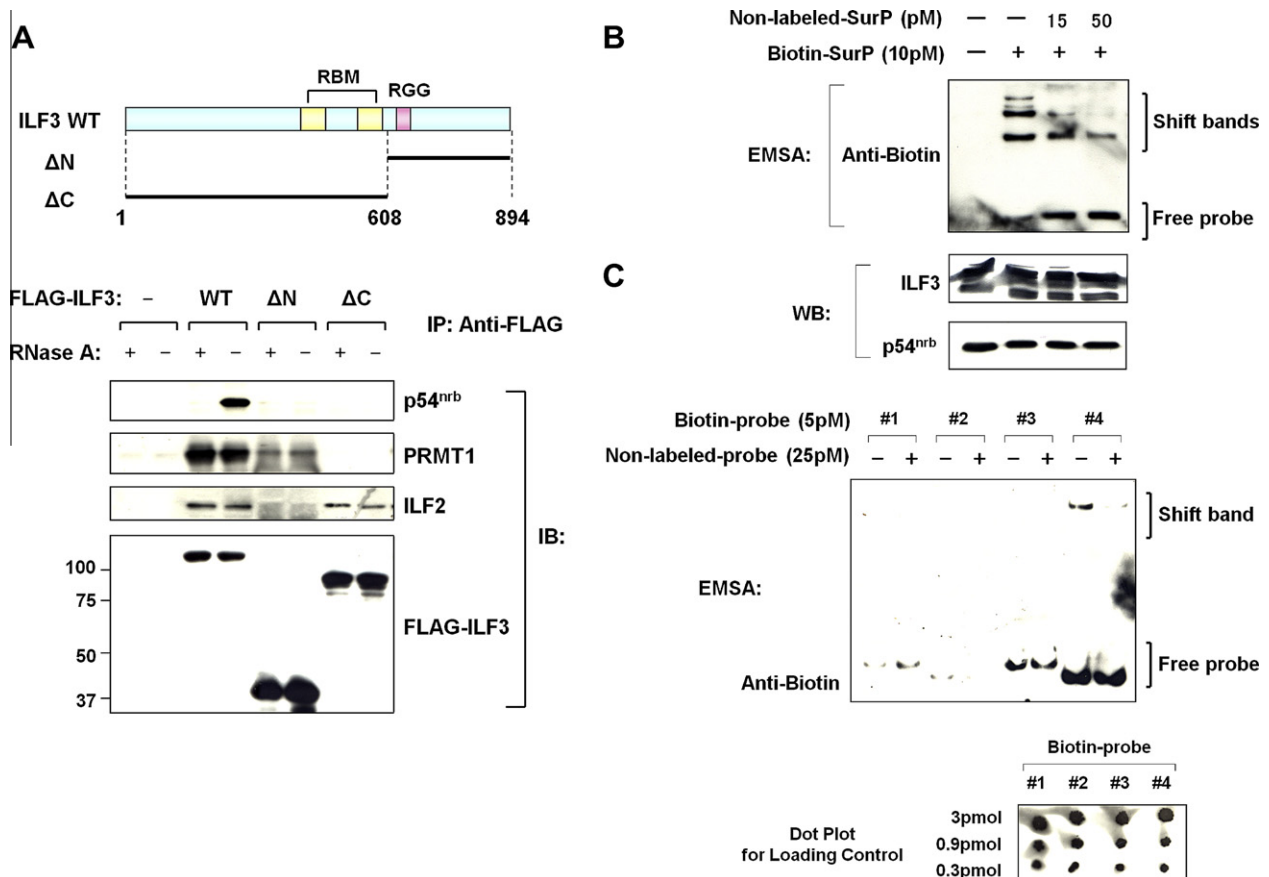 A
RBM
RGG
ILF3 WT
ΔN
ΔC
1
608
894
FLAG-ILF3: – WT ΔN ΔC
IP: Anti-FLAG
RNase A: + – + – + – + –
p54nrb
PRMT1
ILF2
IB:
100
75
50
37
FLAG-ILF3
B
Non-labeled-SurP (pM) – – 15 50
Biotin-SurP (10pM) – + + +
EMSA: Anti-Biotin
Shift bands
Free probe
C
WB:
ILF3
p54nrb
Biotin-probe (5pM) #1 #2 #3 #4
Non-labeled-probe (25pM) – + – + – + – +
Shift band
EMSA:
Free probe
Anti-Biotin
Biotin-probe
#1 #2 #3 #4
Dot Plot
for Loading Control
3pmol
0.9pmol
0.3pmol